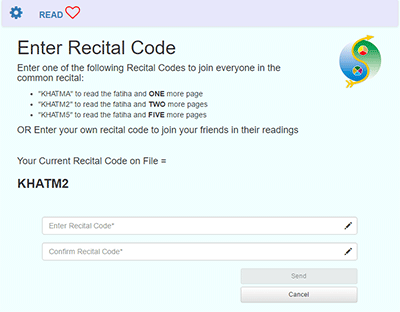 READ
Enter Recital Code
Enter one of the following Recital Codes to join everyone in the
common recital:
• "KHATMA" to read the fatiha and ONE more page
• "KHATM2" to read the fatiha and TWO more pages
• "KHATM5" to read the fatiha and FIVE more pages
OR Enter your own recital code to join your friends in their readings
Your Current Recital Code on File =
KHATM2
Enter Recital Code*
Confirm Recital Code*
Send
Cancel